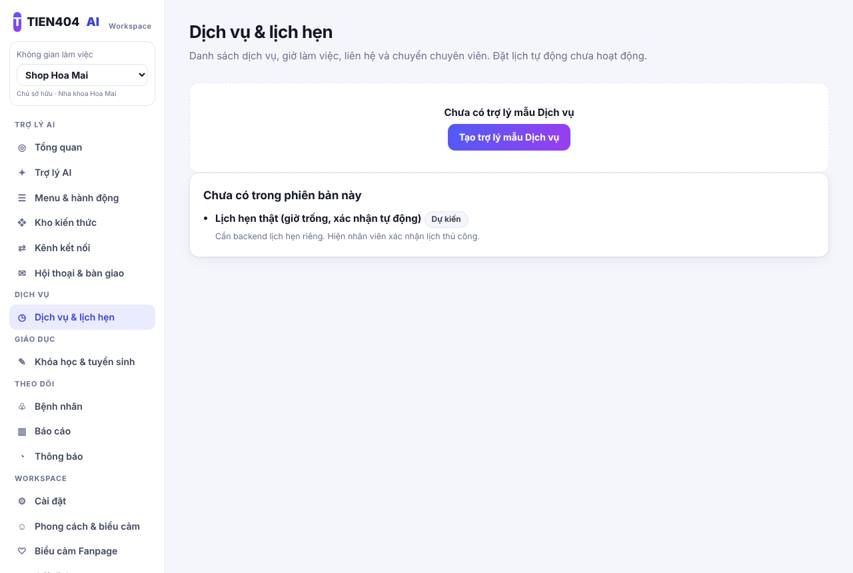 TIEN404 AI Workspace
Không gian làm việc
Shop Hoa Mai
Chủ sở hữu · Nha khoa Hoa Mai
TRỢ LÝ AI
Tổng quan
Trợ lý AI
Menu & hành động
Kho kiến thức
Kênh kết nối
Hội thoại & bàn giao
DỊCH VỤ
Dịch vụ & lịch hẹn
GIÁO DỤC
Khóa học & tuyển sinh
THEO DÕI
Bệnh nhân
Báo cáo
Thông báo
WORKSPACE
Cài đặt
Phong cách & biểu cảm
Biểu cảm Fanpage
Dịch vụ & lịch hẹn
Danh sách dịch vụ, giờ làm việc, liên hệ và chuyển chuyên viên. Đặt lịch tự động chưa hoạt động.
Chưa có trợ lý mẫu Dịch vụ
Tạo trợ lý mẫu Dịch vụ
Chưa có trong phiên bản này
• Lịch hẹn thật (giờ trống, xác nhận tự động) Dự kiến
Cần backend lịch hẹn riêng. Hiện nhân viên xác nhận lịch thủ công.